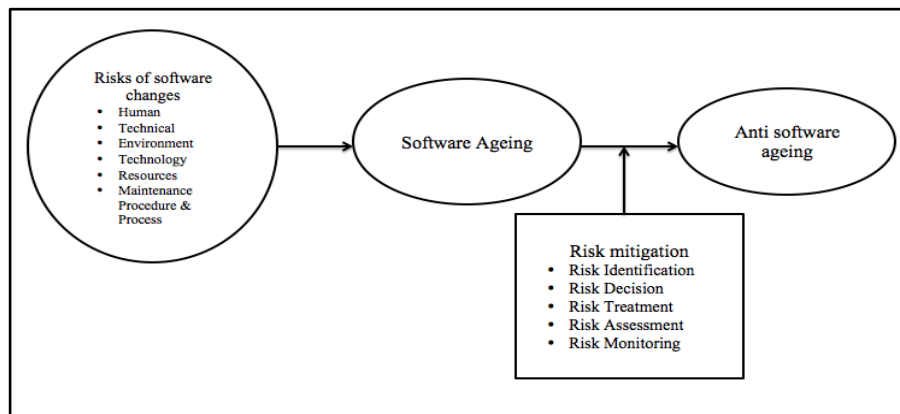 Risks of software
changes
• Human
• Technical
• Environment
• Technology
• Resources
• Maintenance
Procedure &
Process
Software Ageing
Anti software
ageing
Risk mitigation
• Risk Identification
• Risk Decision
• Risk Treatment
• Risk Assessment
• Risk Monitoring